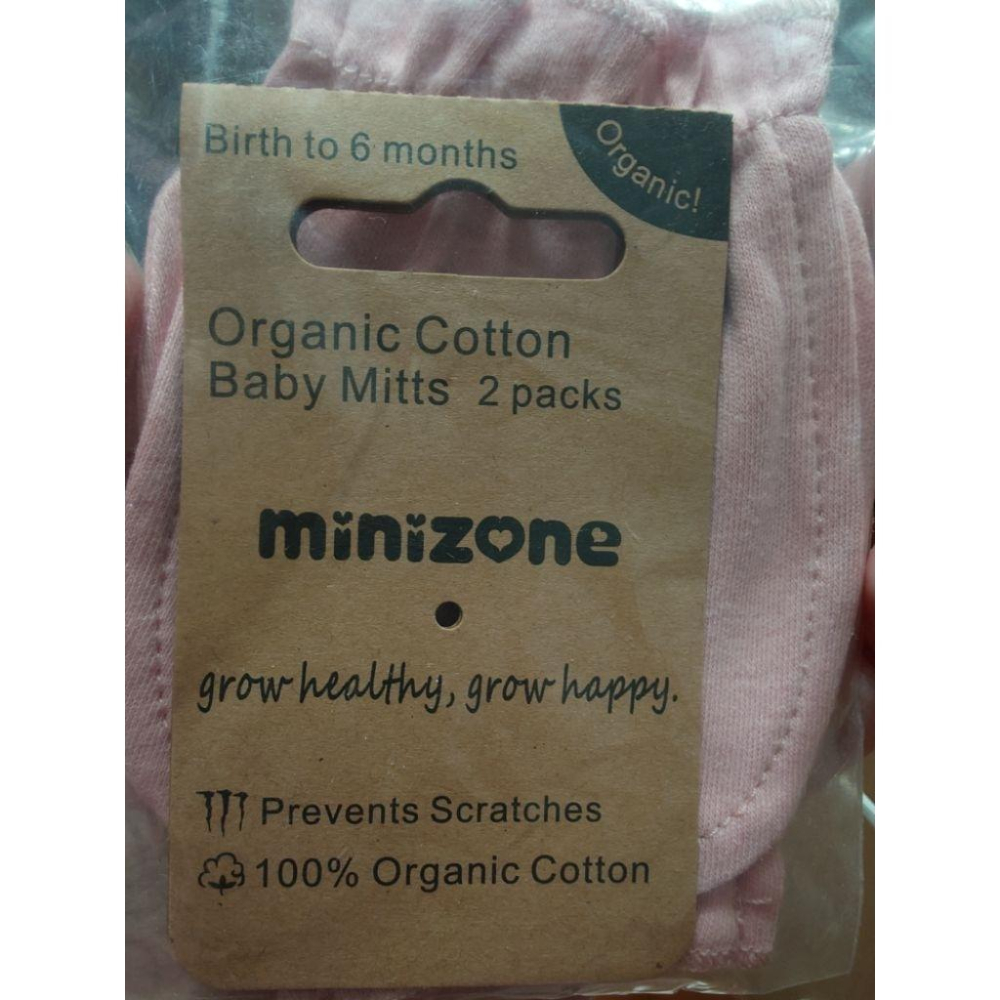 Birth to 6 months
Organic!
Organic Cotton
Baby Mitts 2 packs
minizone
grow healthy, grow happy.
Prevents Scratches
100% Organic Cotton